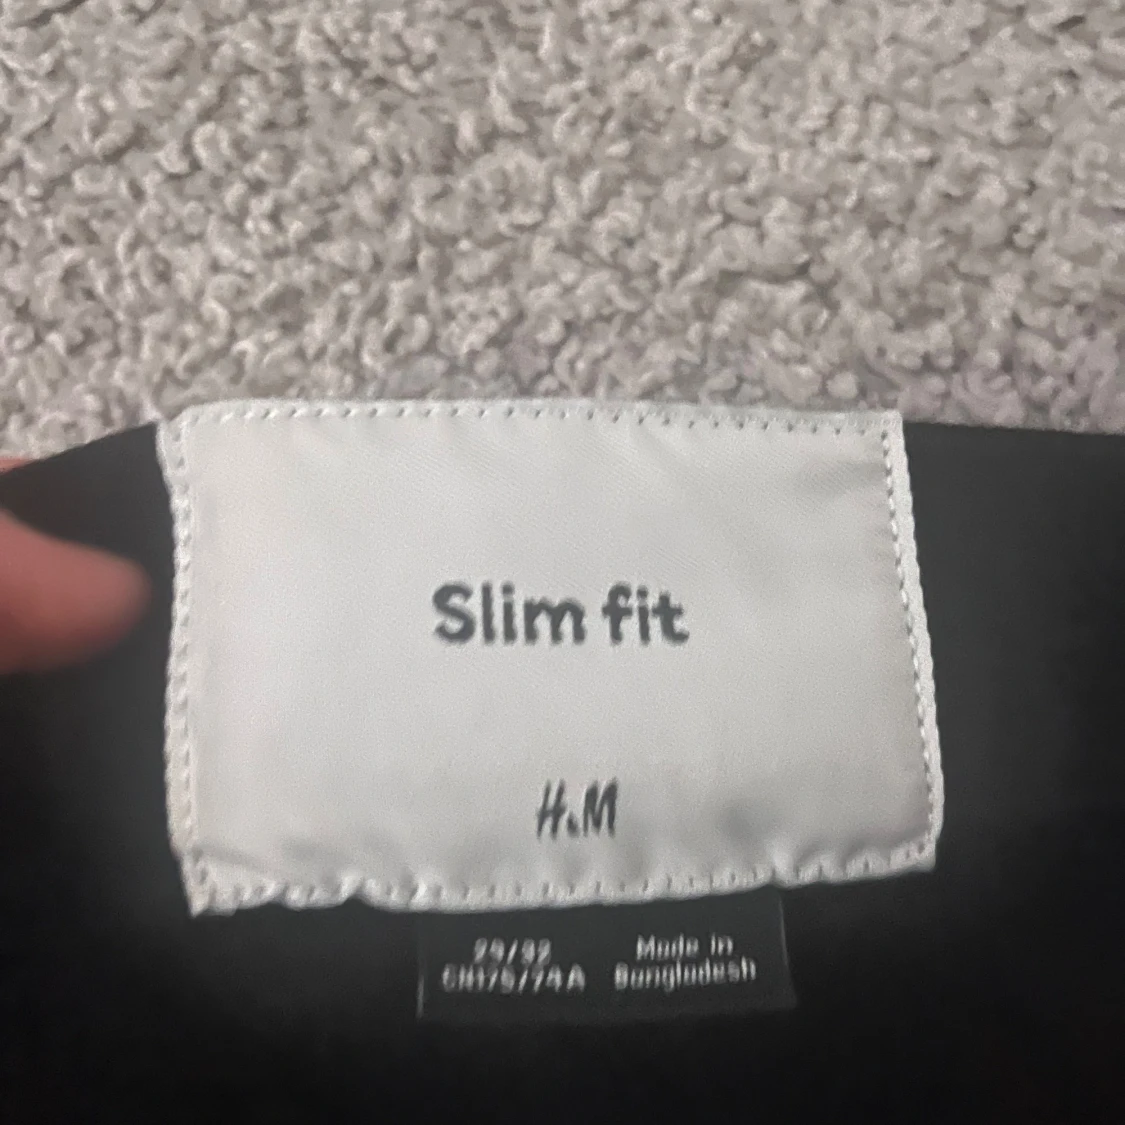 Slim fit
H&M
29/32
CN175/74A
Made in
Bangladesh